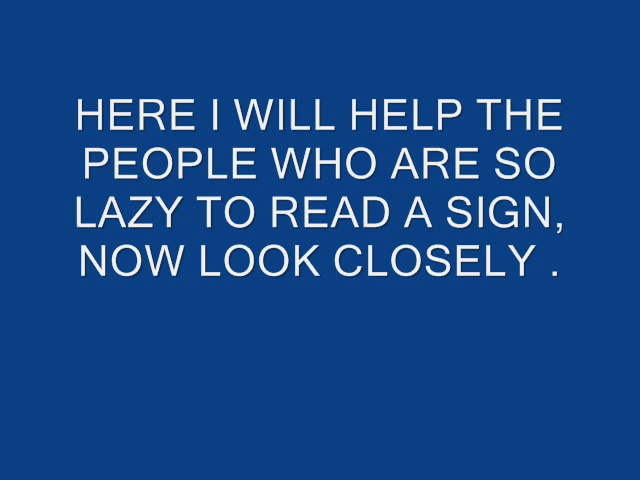 HERE I WILL HELP THE
PEOPLE WHO ARE SO
LAZY TO READ A SIGN,
NOW LOOK CLOSELY .